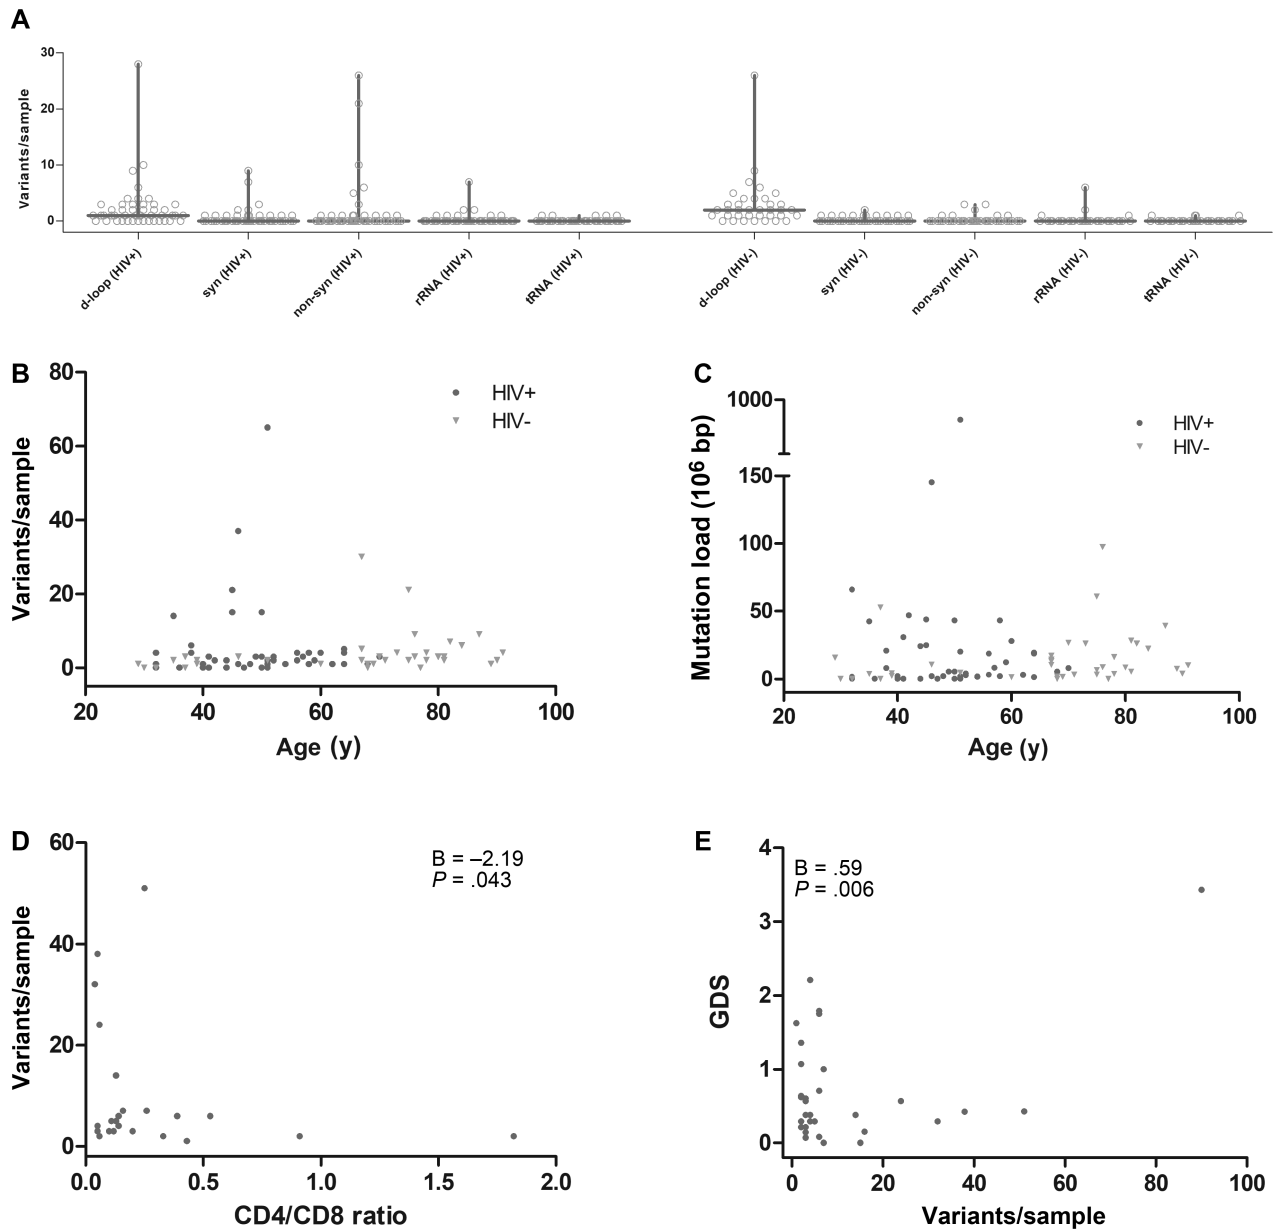 A
30
20
10
0
Variants/sample
d-loop (HIV+)
syn (HIV+)
non-syn (HIV+)
rRNA (HIV+)
tRNA (HIV+)
d-loop (HIV-)
syn (HIV-)
non-syn (HIV-)
rRNA (HIV-)
tRNA (HIV-)
B
80
60
40
20
0
Variants/sample
HIV+
HIV-
20 40 60 80 100
Age (y)
C
1000
150
100
50
0
Mutation load (10⁶ bp)
HIV+
HIV-
20 40 60 80 100
Age (y)
D
60
40
20
0
Variants/sample
B = –2.19
P = .043
0.0 0.5 1.0 1.5 2.0
CD4/CD8 ratio
E
4
3
2
1
0
GDS
B = .59
P = .006
0 20 40 60 80 100
Variants/sample